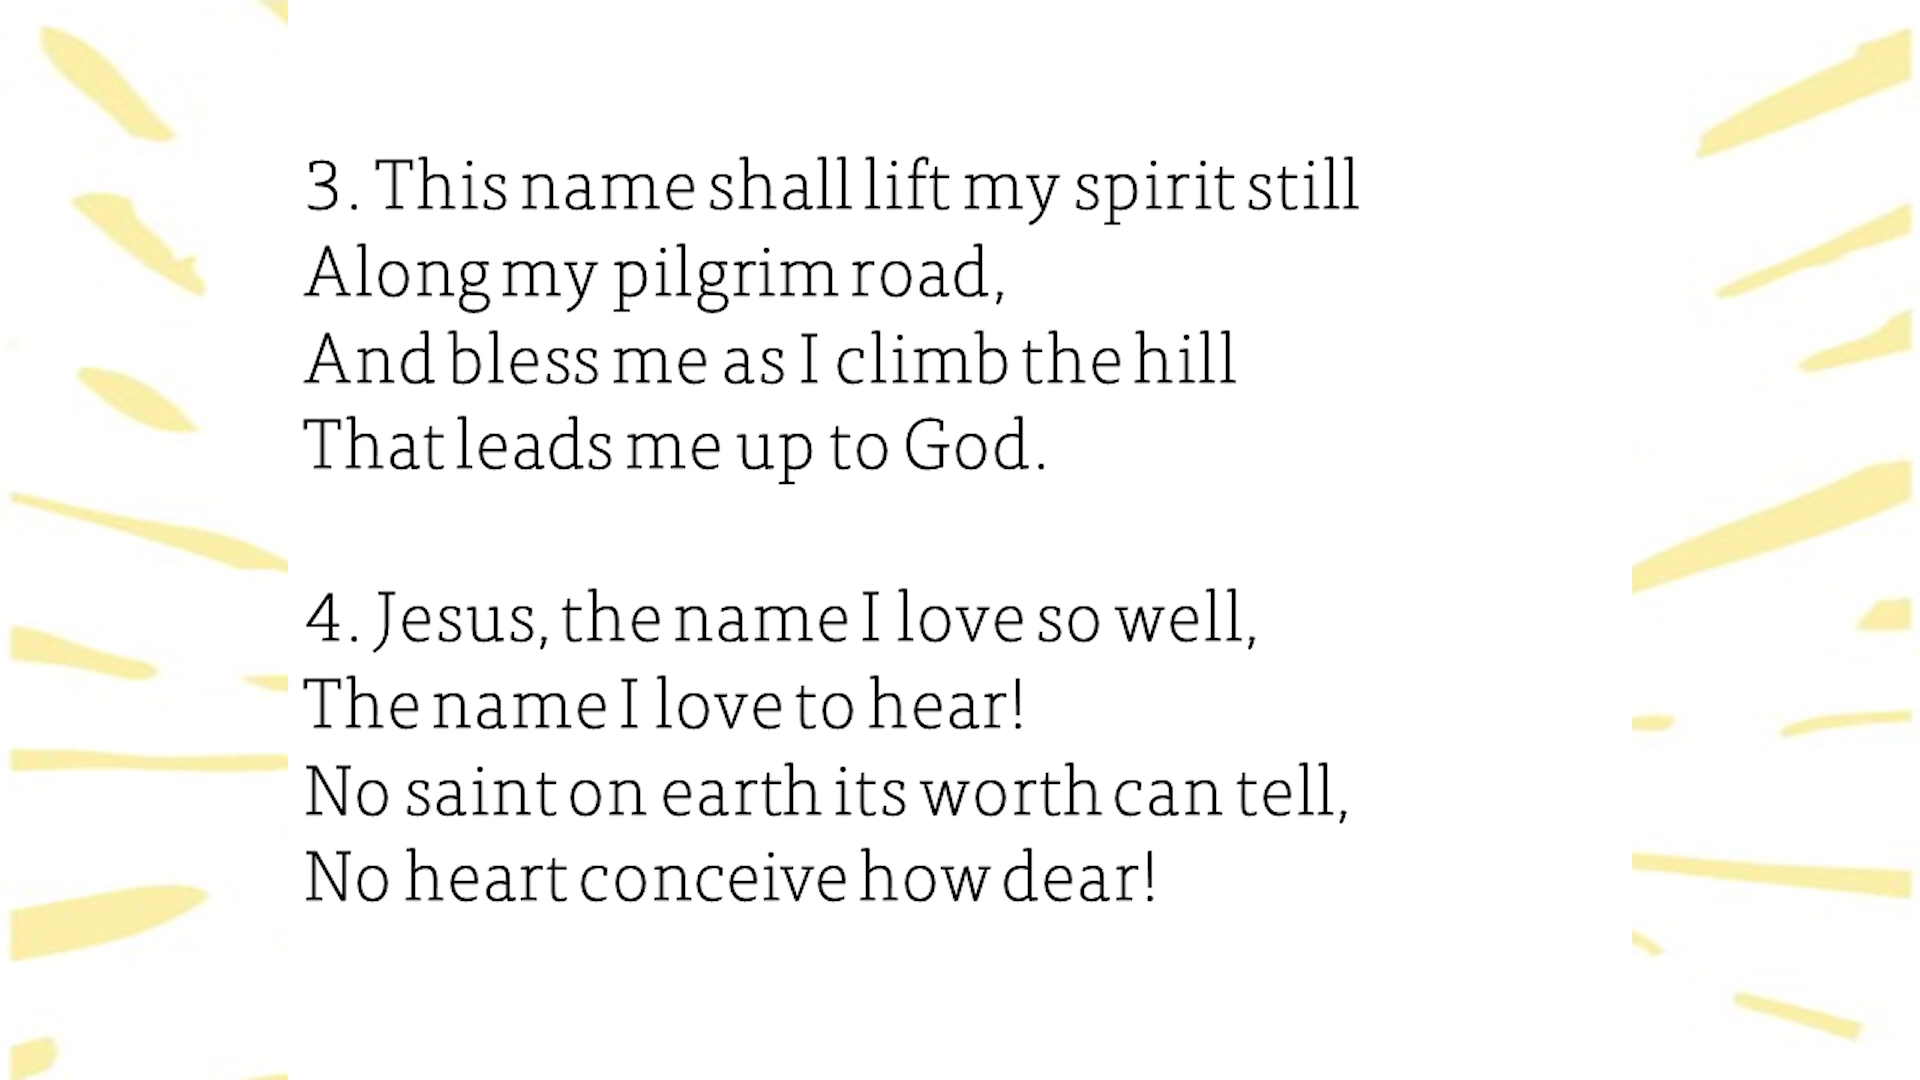 3. This name shall lift my spirit still
Along my pilgrim road,
And bless me as I climb the hill
That leads me up to God.
4. Jesus, the name I love so well,
The name I love to hear!
No saint on earth its worth can tell,
No heart conceive how dear!